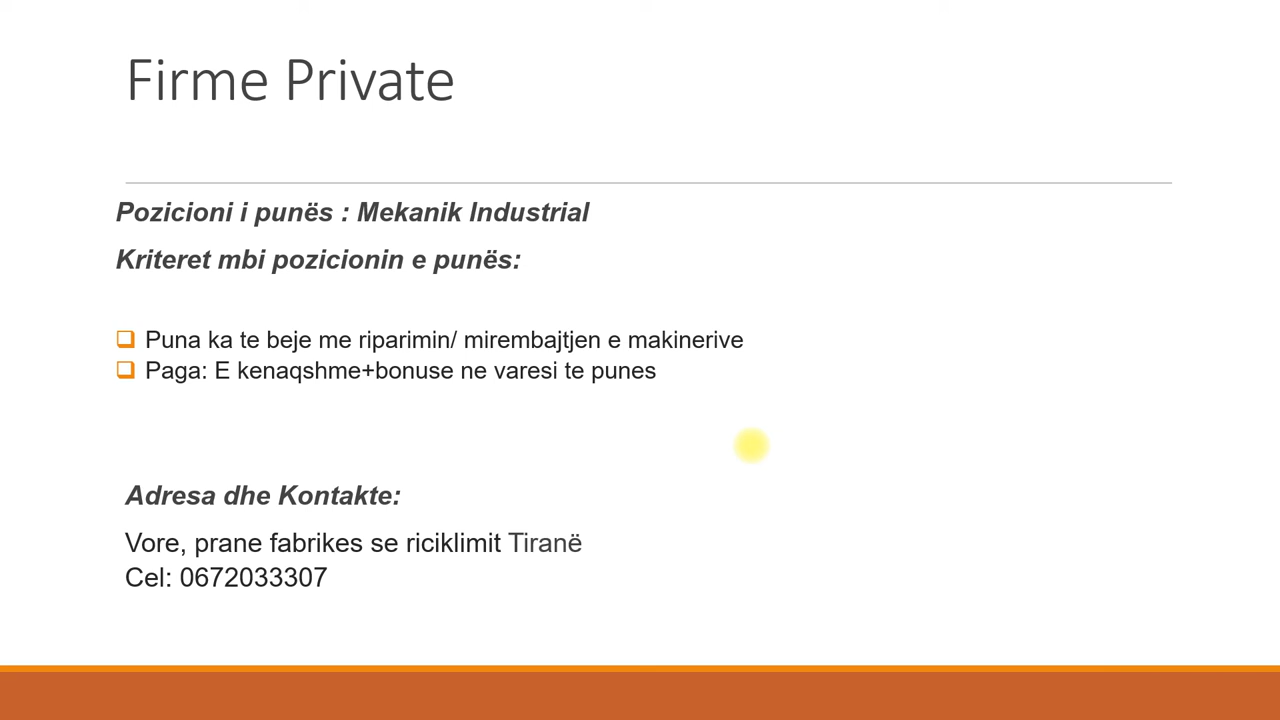 Firme Private
Pozicioni i punës : Mekanik Industrial
Kriteret mbi pozicionin e punës:
Puna ka te beje me riparimin/ mirembajtjen e makinerive
Paga: E kenaqshme+bonuse ne varesi te punes
Adresa dhe Kontakte:
Vore, prane fabrikes se riciklimit Tiranë
Cel: 0672033307